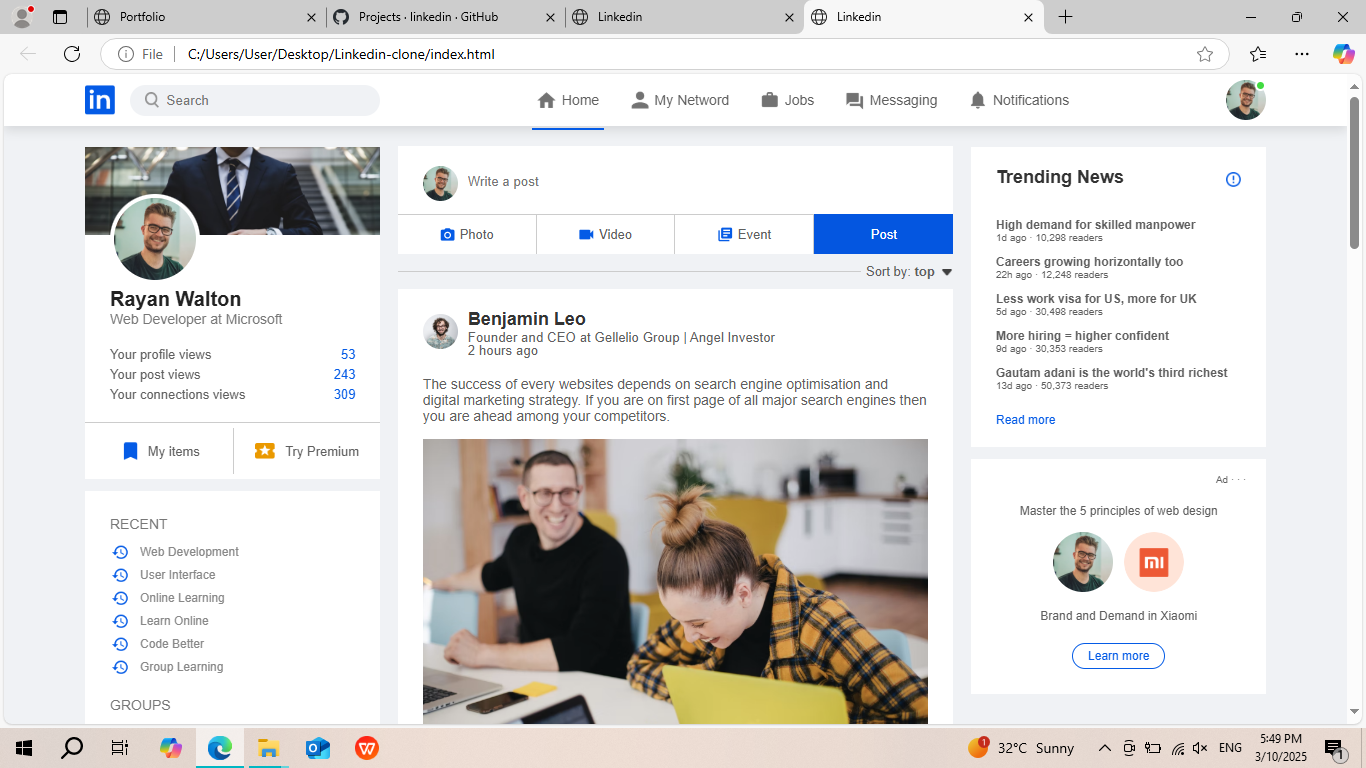 Portfolio
Projects · linkedin · GitHub
Linkedin
Linkedin
File
C:/Users/User/Desktop/Linkedin-clone/index.html
in
Search
Home
My Netword
Jobs
Messaging
Notifications
Rayan Walton
Web Developer at Microsoft
Your profile views 53
Your post views 243
Your connections views 309
My items
Try Premium
RECENT
Web Development
User Interface
Online Learning
Learn Online
Code Better
Group Learning
GROUPS
Write a post
Photo
Video
Event
Post
Sort by: top
Benjamin Leo
Founder and CEO at Gellelio Group | Angel Investor
2 hours ago
The success of every websites depends on search engine optimisation and
digital marketing strategy. If you are on first page of all major search engines then
you are ahead among your competitors.
Trending News
High demand for skilled manpower
1d ago · 10,298 readers
Careers growing horizontally too
22h ago · 12,248 readers
Less work visa for US, more for UK
5d ago · 30,498 readers
More hiring = higher confident
9d ago · 30,353 readers
Gautam adani is the world's third richest
13d ago · 50,373 readers
Read more
Ad · · ·
Master the 5 principles of web design
mi
Brand and Demand in Xiaomi
Learn more
1
32°C Sunny
ENG
5:49 PM
3/10/2025
1